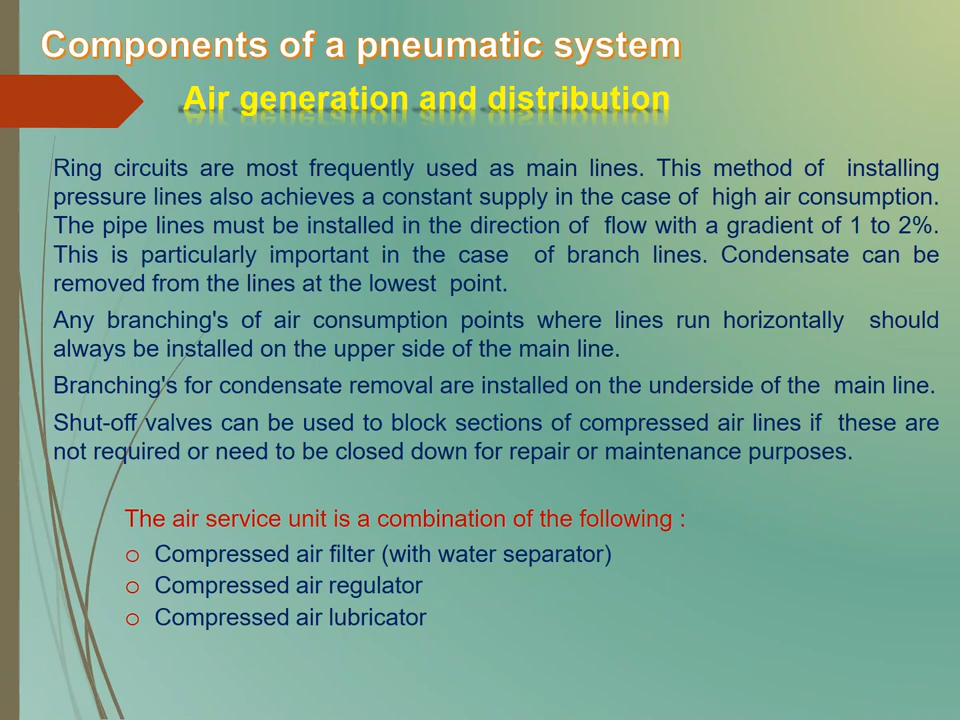 Components of a pneumatic system
Air generation and distribution
Ring circuits are most frequently used as main lines. This method of installing
pressure lines also achieves a constant supply in the case of high air consumption.
The pipe lines must be installed in the direction of flow with a gradient of 1 to 2%.
This is particularly important in the case of branch lines. Condensate can be
removed from the lines at the lowest point.
Any branching's of air consumption points where lines run horizontally should
always be installed on the upper side of the main line.
Branching's for condensate removal are installed on the underside of the main line.
Shut-off valves can be used to block sections of compressed air lines if these are
not required or need to be closed down for repair or maintenance purposes.
The air service unit is a combination of the following :
o Compressed air filter (with water separator)
o Compressed air regulator
o Compressed air lubricator